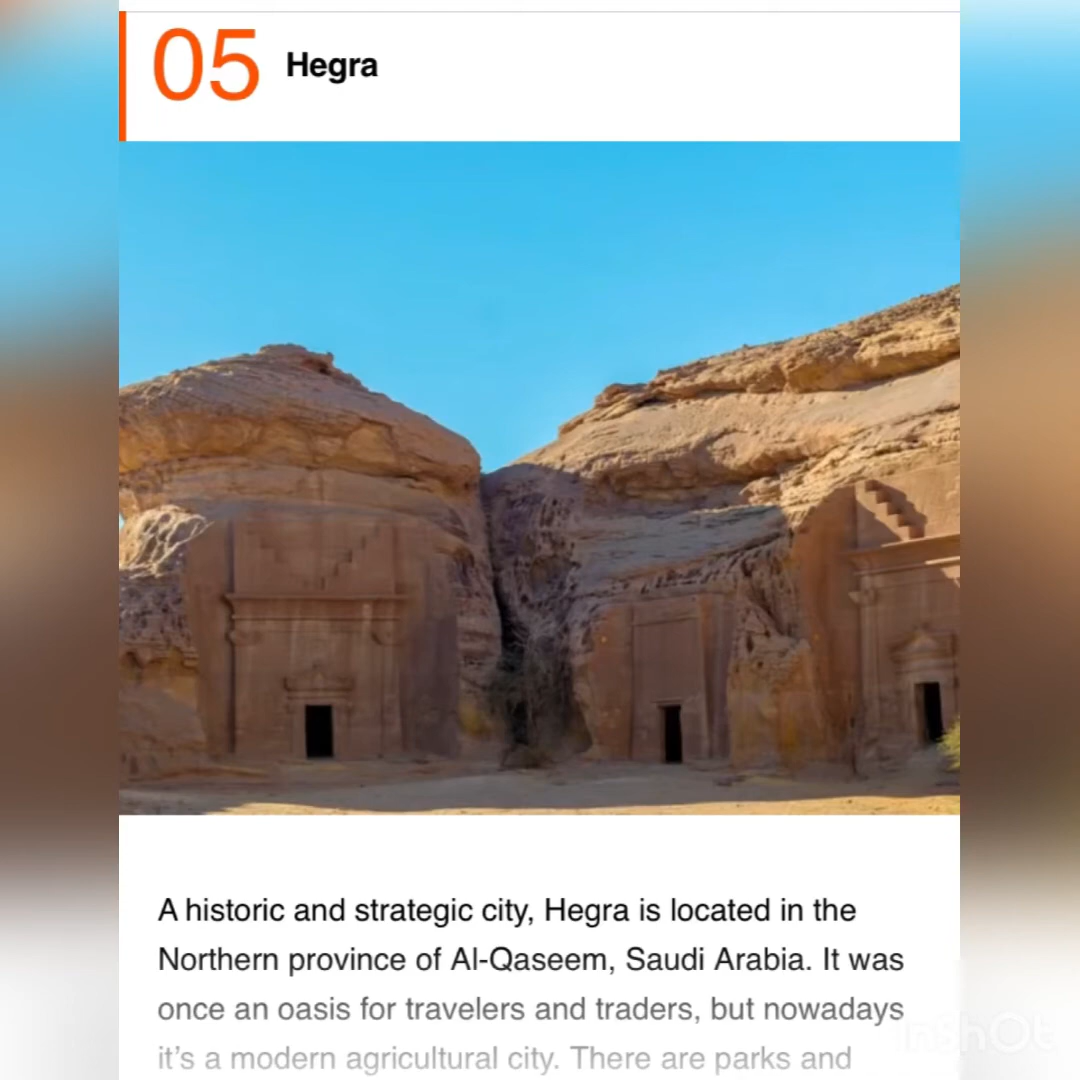 05 Hegra
A historic and strategic city, Hegra is located in the
Northern province of Al-Qaseem, Saudi Arabia. It was
once an oasis for travelers and traders, but nowadays
it's a modern agricultural city. There are parks and
InShOt